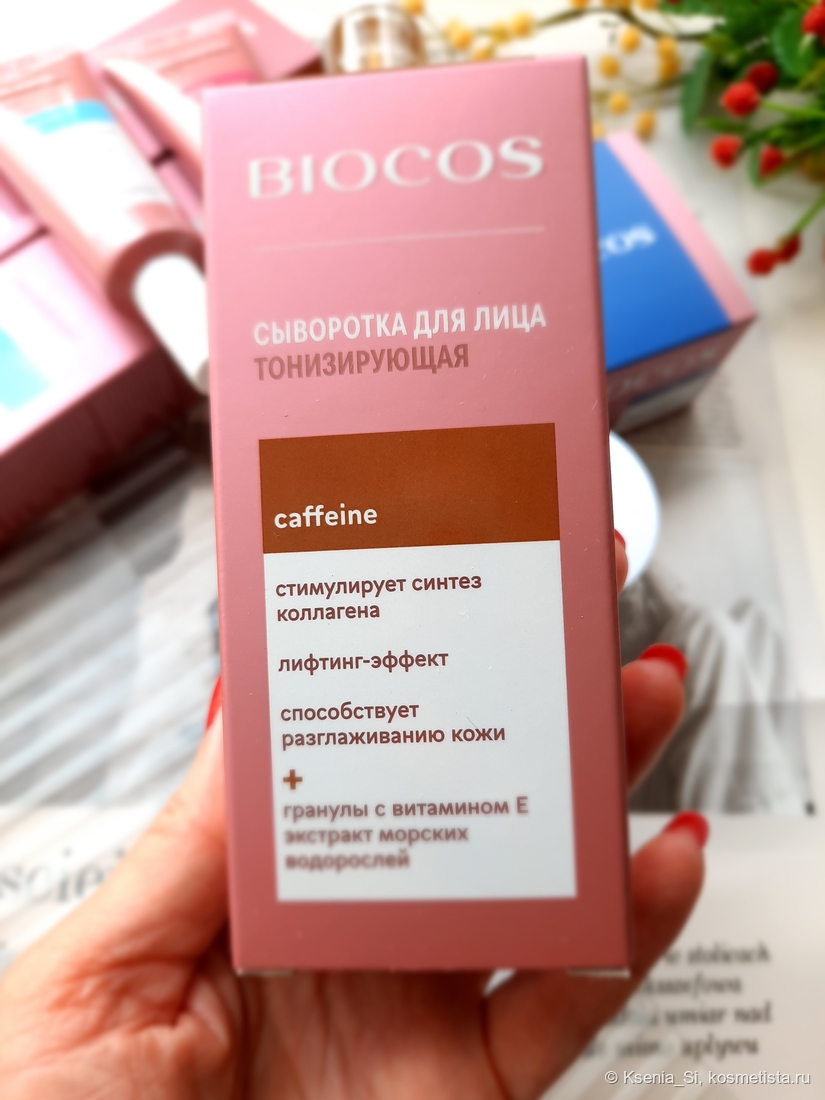 BIOCOS
СЫВОРОТКА ДЛЯ ЛИЦА
ТОНИЗИРУЮЩАЯ
caffeine
стимулирует синтез
коллагена
лифтинг-эффект
способствует
разглаживанию кожи
+
гранулы с витамином Е
экстракт морских
водорослей
© Ksenia_Si, kosmetista.ru